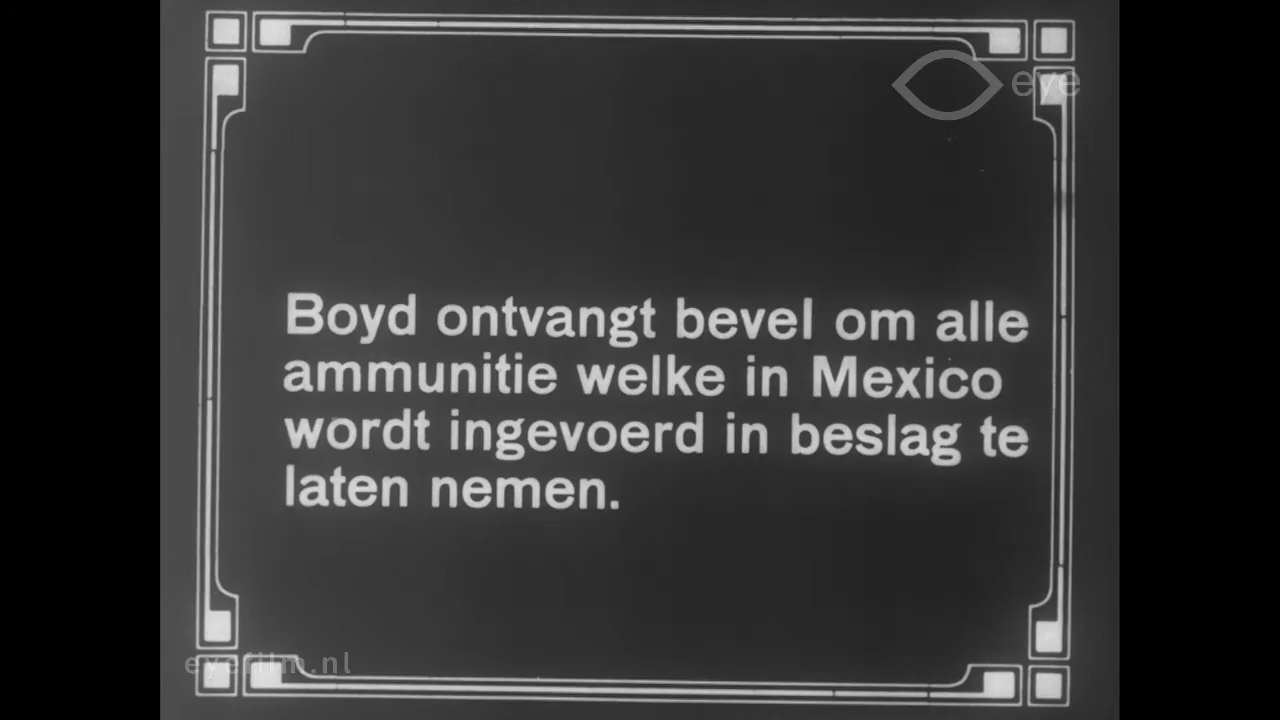 eye
Boyd ontvangt bevel om alle
ammunitie welke in Mexico
wordt ingevoerd in beslag te
laten nemen.
eyefilm.nl